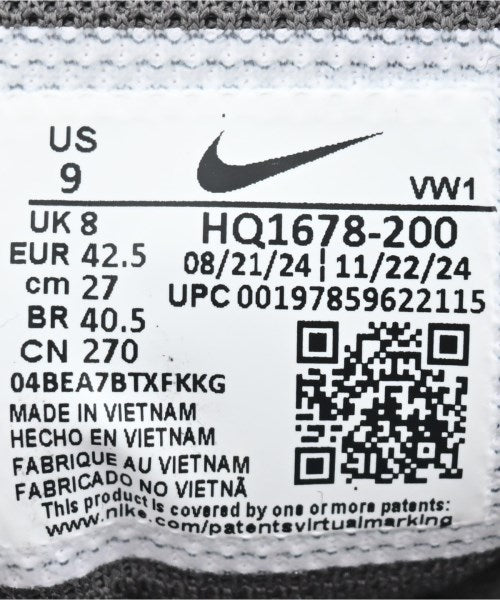 US
9
VW1
UK 8
HQ1678-200
EUR 42.5
08/21/24 | 11/22/24
cm 27
UPC 00197859622115
BR 40.5
CN 270
04BEA7BTXFKKG
MADE IN VIETNAM
HECHO EN VIETNAM
FABRIQUE AU VIETNAM
FABRICADO NO VIETNÃ
This product is covered by one or more patents:
www.nike.com/patentsvirtualmarking